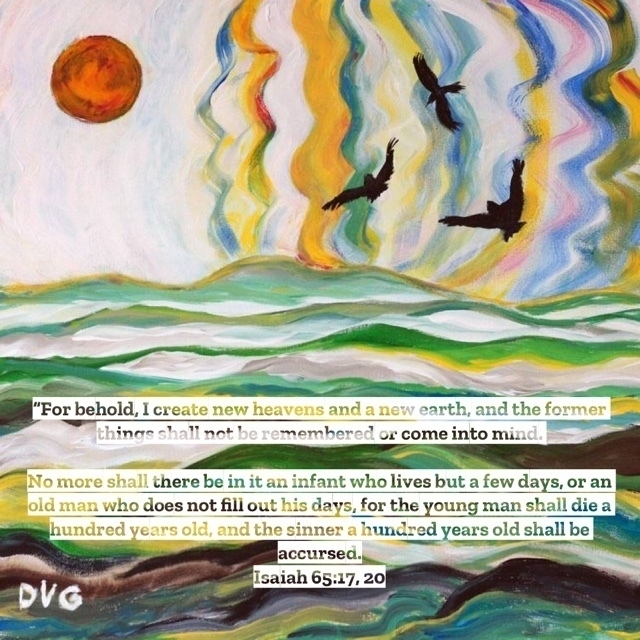 “For behold, I create new heavens and a new earth, and the former
things shall not be remembered or come into mind.
No more shall there be in it an infant who lives but a few days, or an
old man who does not fill out his days, for the young man shall die a
hundred years old, and the sinner a hundred years old shall be
accursed.
Isaiah 65:17, 20
DVG